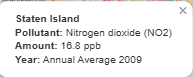 Staten Island
Pollutant: Nitrogen dioxide (NO2)
Amount: 16.8 ppb
Year: Annual Average 2009